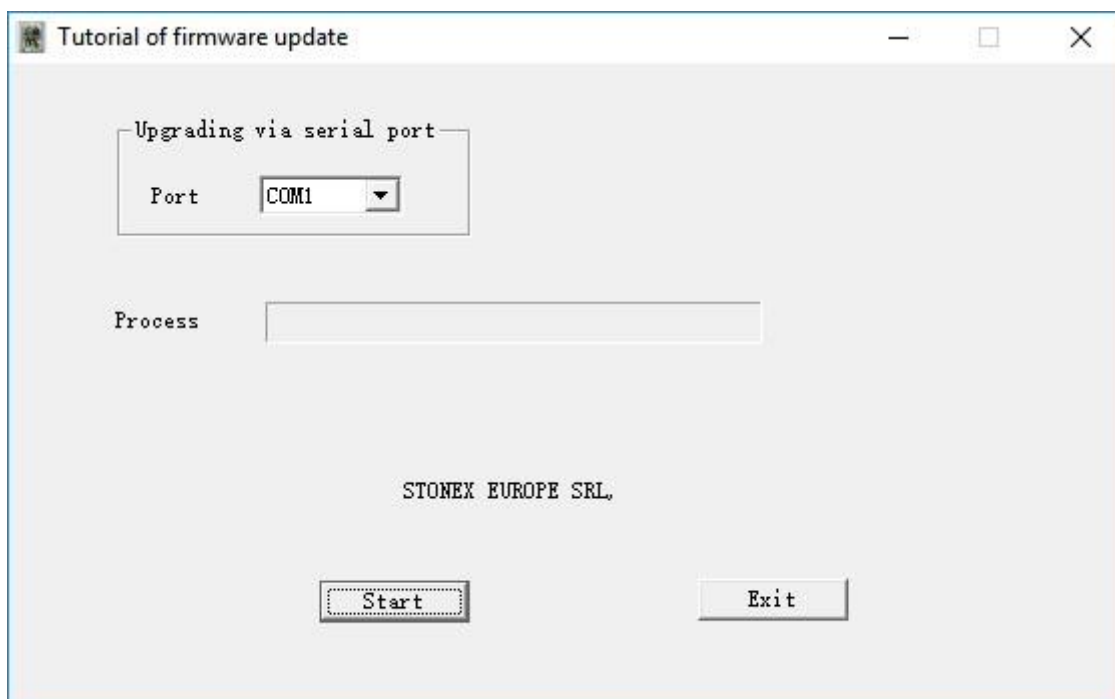 Tutorial of firmware update
Upgrading via serial port
Port COM1
Process
STONEX EUROPE SRL,
Start Exit